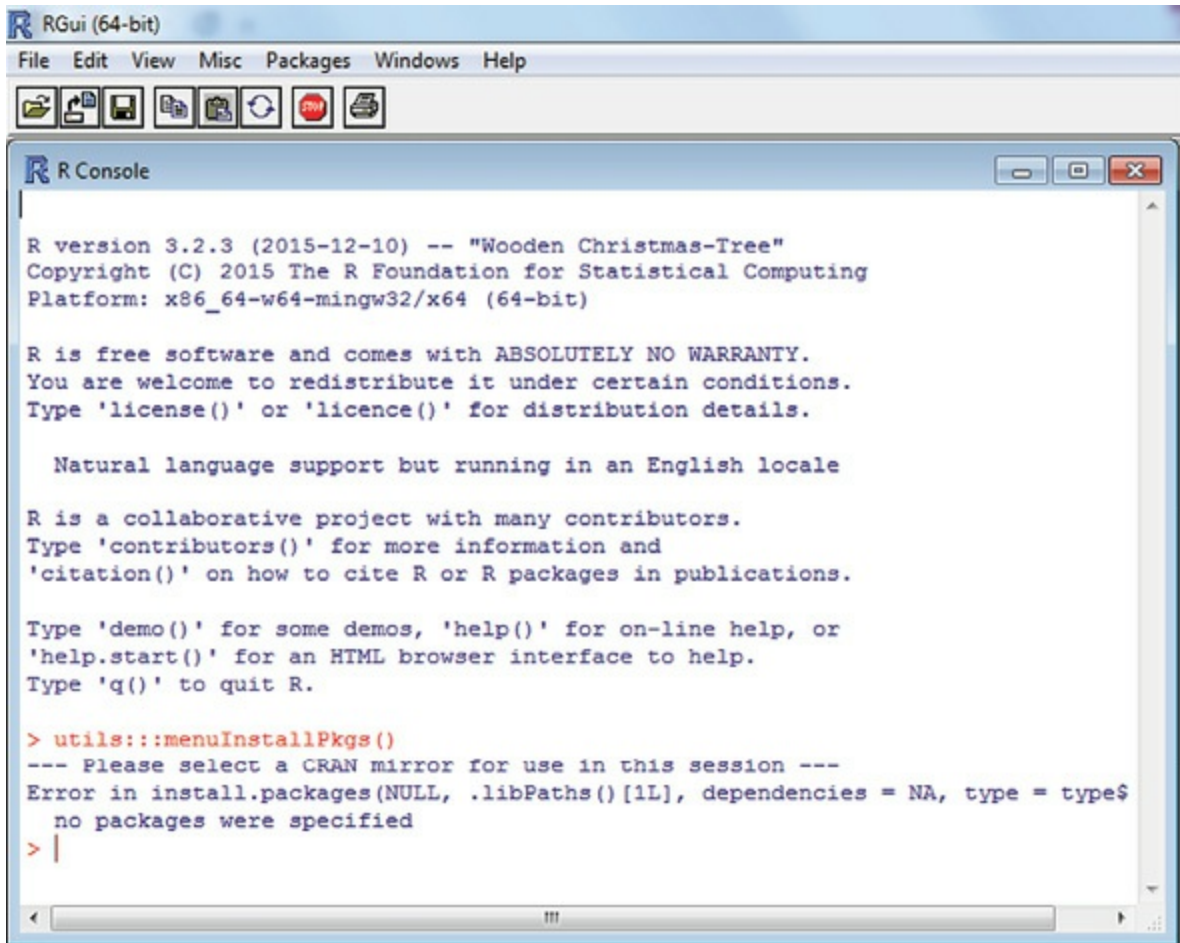 RGui (64-bit)
File Edit View Misc Packages Windows Help
STOP
R Console
R version 3.2.3 (2015-12-10) -- "Wooden Christmas-Tree"
Copyright (C) 2015 The R Foundation for Statistical Computing
Platform: x86_64-w64-mingw32/x64 (64-bit)
R is free software and comes with ABSOLUTELY NO WARRANTY.
You are welcome to redistribute it under certain conditions.
Type 'license()' or 'licence()' for distribution details.
Natural language support but running in an English locale
R is a collaborative project with many contributors.
Type 'contributors()' for more information and
'citation()' on how to cite R or R packages in publications.
Type 'demo()' for some demos, 'help()' for on-line help, or
'help.start()' for an HTML browser interface to help.
Type 'q()' to quit R.
> utils:::menuInstallPkgs()
--- Please select a CRAN mirror for use in this session ---
Error in install.packages(NULL, .libPaths()[1L], dependencies = NA, type = type$
no packages were specified
>